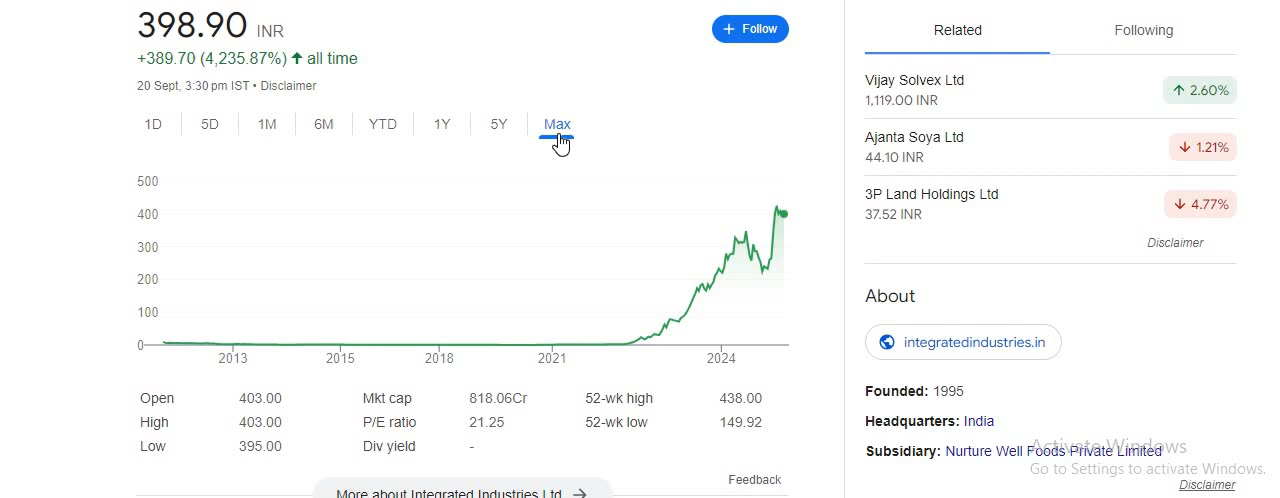 398.90 INR
+ Follow
+389.70 (4,235.87%) ↑ all time
20 Sept, 3:30 pm IST • Disclaimer
1D 5D 1M 6M YTD 1Y 5Y Max
500
400
300
200
100
0
2013 2015 2018 2021 2024
Open 403.00 Mkt cap 818.06Cr 52-wk high 438.00
High 403.00 P/E ratio 21.25 52-wk low 149.92
Low 395.00 Div yield -
Feedback
More about Integrated Industries Ltd →
Related Following
Vijay Solvex Ltd
1,119.00 INR
↑ 2.60%
Ajanta Soya Ltd
44.10 INR
↓ 1.21%
3P Land Holdings Ltd
37.52 INR
↓ 4.77%
Disclaimer
About
integratedindustries.in
Founded: 1995
Headquarters: India
Subsidiary: Nurture Well Foods Private Limited
Activate Windows
Go to Settings to activate Windows.
Disclaimer